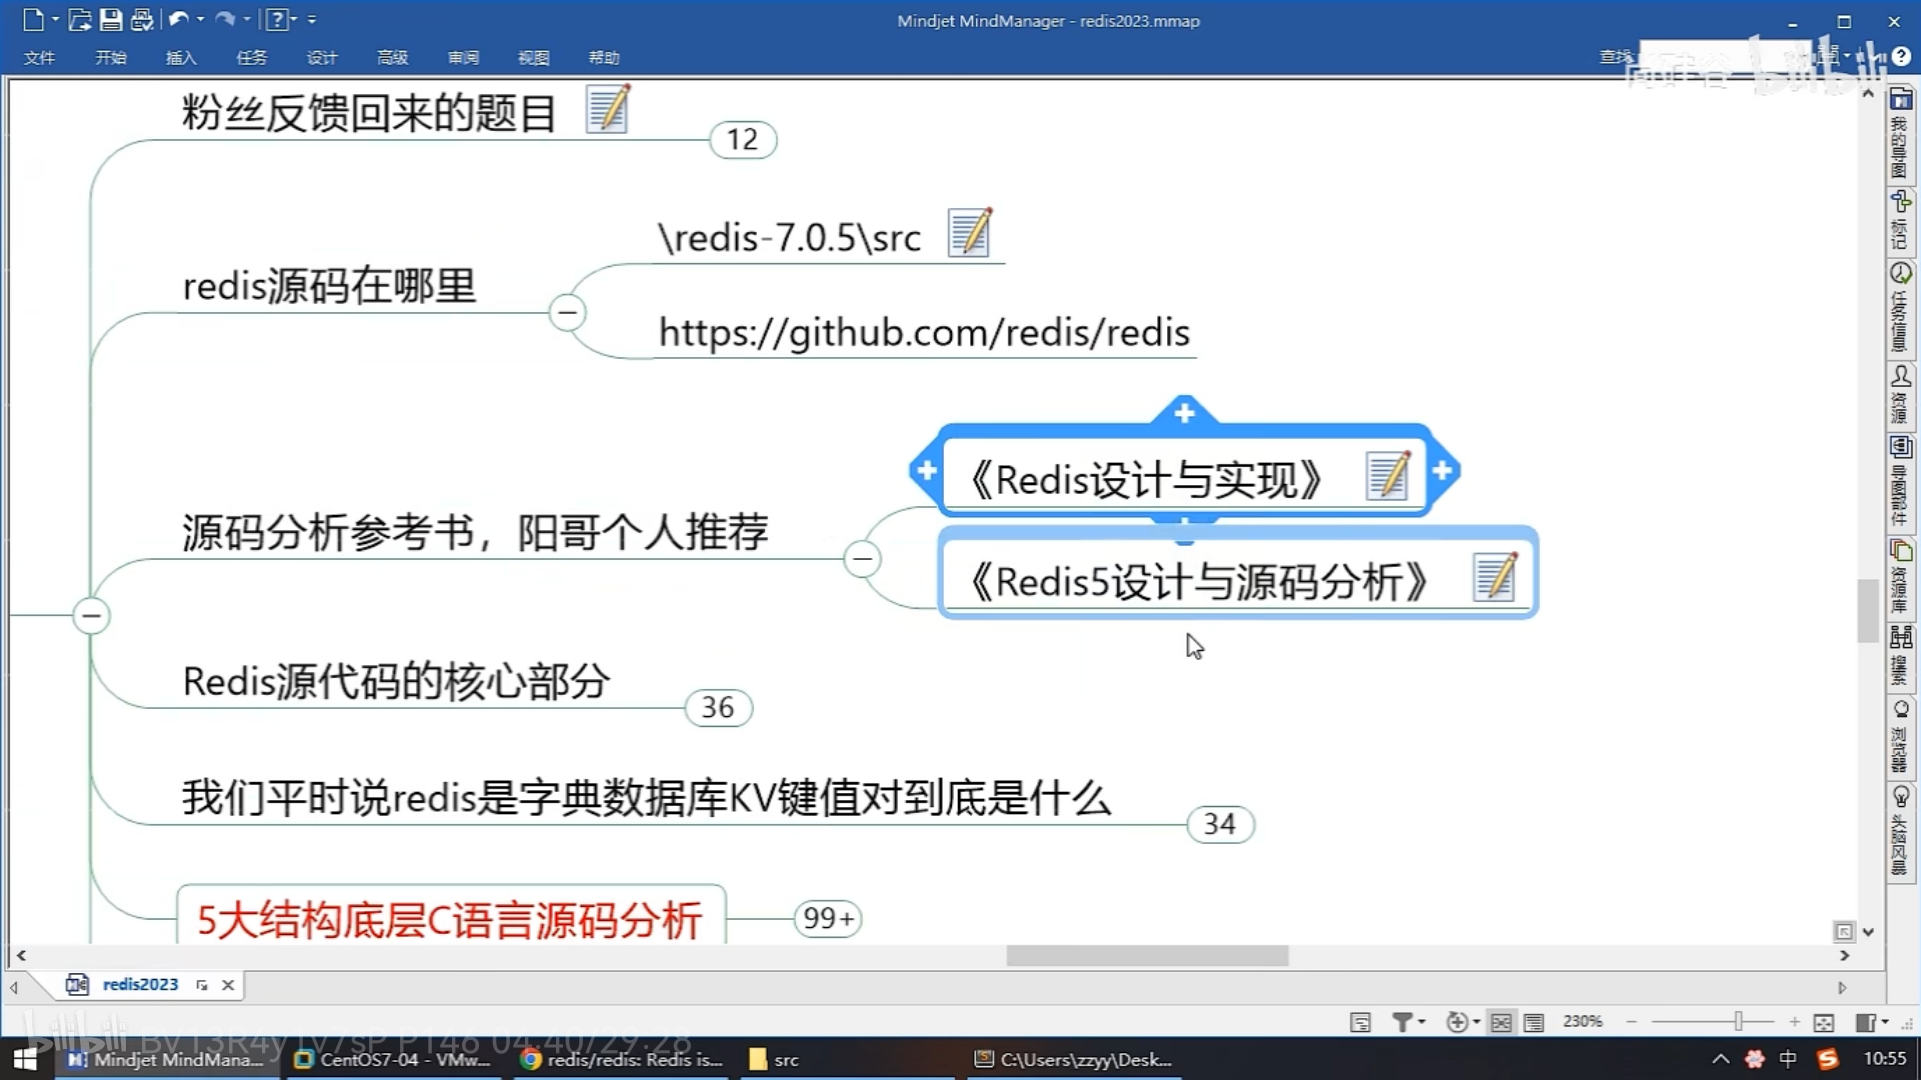 Mindjet MindManager - redis2023.mmap
文件 开始 插入 任务 设计 高级 审阅 视图 帮助 查找
bilibili
粉丝反馈回来的题目
12
\redis-7.0.5\src
redis源码在哪里
https://github.com/redis/redis
《Redis设计与实现》
源码分析参考书，阳哥个人推荐
《Redis5设计与源码分析》
Redis源代码的核心部分
36
我们平时说redis是字典数据库KV键值对到底是什么
34
5大结构底层C语言源码分析
99+
我的导图
标记
任务信息
资源
导图部件
资源库
搜索
浏览器
头脑风暴
redis2023
230%
bilibili P146 04:40/29:28
Mindjet MindMana... CentOS7-04 - VMw... redis/redis: Redis is... src C:\Users\zzyy\Desk... 中 10:55